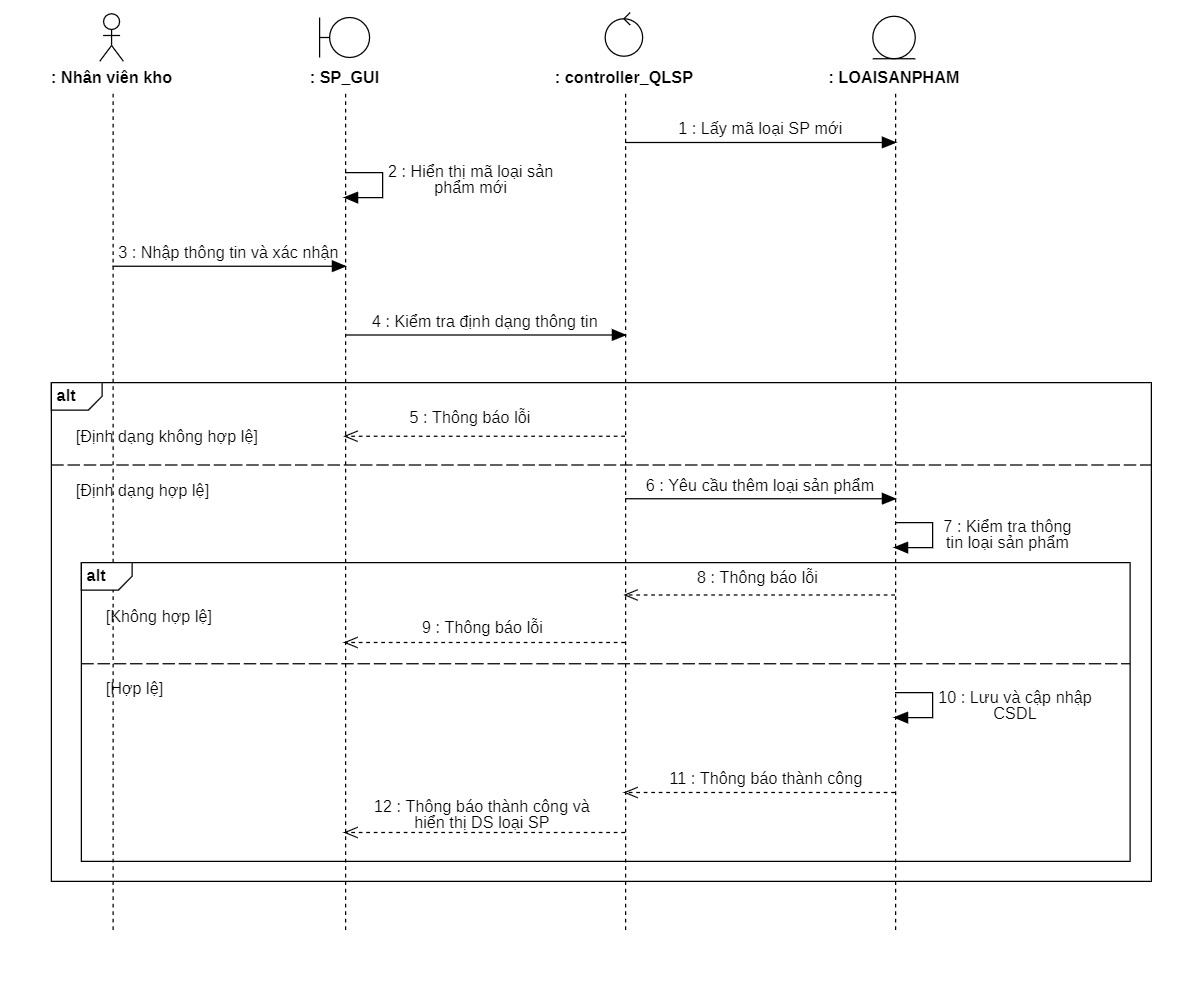 : Nhân viên kho
: SP_GUI
: controller_QLSP
: LOAISANPHAM
1 : Lấy mã loại SP mới
2 : Hiển thị mã loại sản
phẩm mới
3 : Nhập thông tin và xác nhận
4 : Kiểm tra định dạng thông tin
alt
5 : Thông báo lỗi
[Định dạng không hợp lệ]
[Định dạng hợp lệ]
6 : Yêu cầu thêm loại sản phẩm
7 : Kiểm tra thông
tin loại sản phẩm
alt
8 : Thông báo lỗi
[Không hợp lệ]
9 : Thông báo lỗi
[Hợp lệ]
10 : Lưu và cập nhập
CSDL
11 : Thông báo thành công
12 : Thông báo thành công và
hiển thị DS loại SP